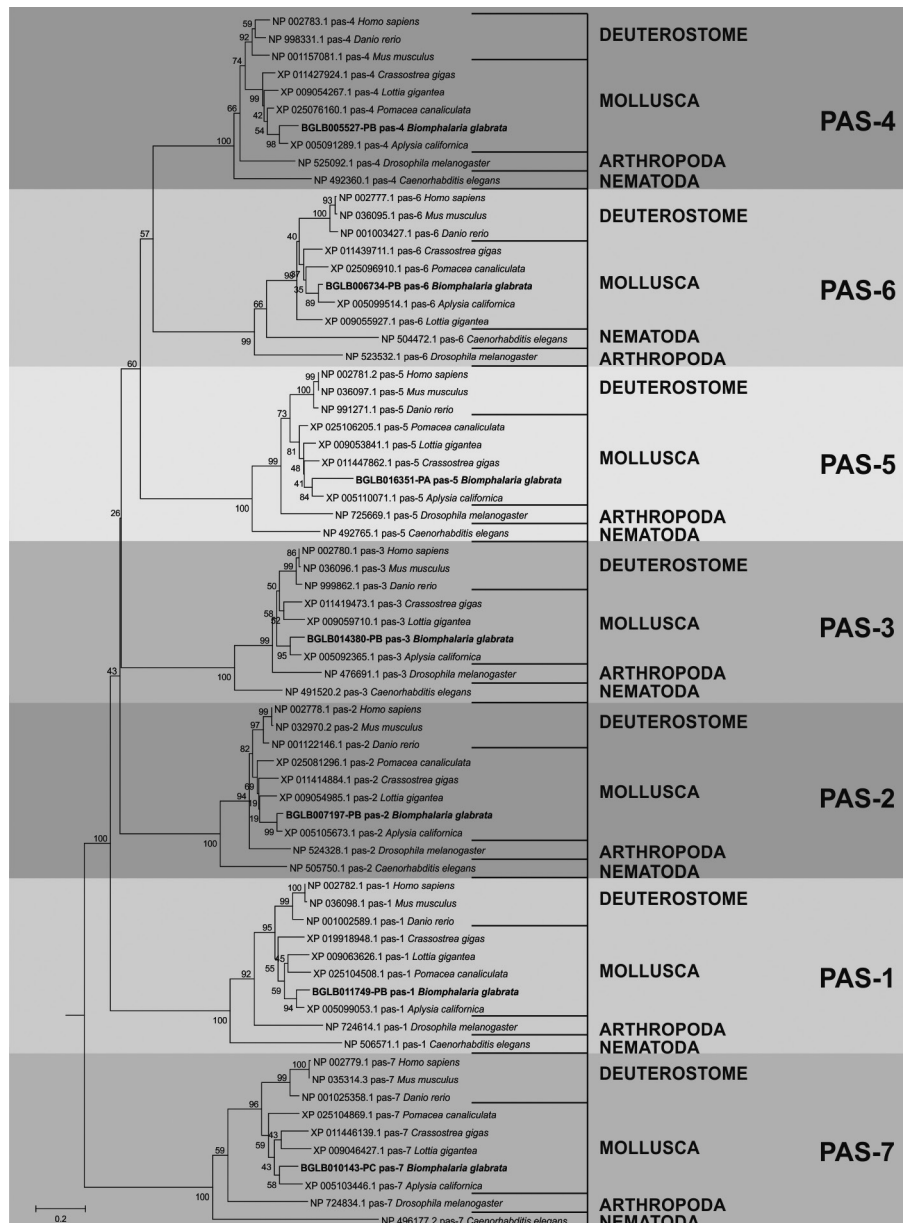 NP 002783.1 pas-4 Homo sapiens
NP 998331.1 pas-4 Danio rerio
NP 001157081.1 pas-4 Mus musculus
DEUTEROSTOME
XP 011427924.1 pas-4 Crassostrea gigas
XP 009054267.1 pas-4 Lottia gigantea
XP 025076160.1 pas-4 Pomacea canaliculata
BGLB005527-PB pas-4 Biomphalaria glabrata
XP 005091289.1 pas-4 Aplysia californica
MOLLUSCA
PAS-4
NP 525092.1 pas-4 Drosophila melanogaster
ARTHROPODA
NP 492360.1 pas-4 Caenorhabditis elegans
NEMATODA
59
92
74
99
42
54
98
66
100
57
NP 002777.1 pas-6 Homo sapiens
NP 036095.1 pas-6 Mus musculus
NP 001003427.1 pas-6 Danio rerio
DEUTEROSTOME
XP 011439711.1 pas-6 Crassostrea gigas
XP 025096910.1 pas-6 Pomacea canaliculata
BGLB006734-PB pas-6 Biomphalaria glabrata
XP 005099514.1 pas-6 Aplysia californica
XP 009055927.1 pas-6 Lottia gigantea
MOLLUSCA
PAS-6
NP 504472.1 pas-6 Caenorhabditis elegans
NEMATODA
NP 523532.1 pas-6 Drosophila melanogaster
ARTHROPODA
93
100
40
35
89
66
99
60
NP 002781.2 pas-5 Homo sapiens
NP 036097.1 pas-5 Mus musculus
NP 991271.1 pas-5 Danio rerio
DEUTEROSTOME
XP 025106205.1 pas-5 Pomacea canaliculata
XP 009053841.1 pas-5 Lottia gigantea
XP 011447862.1 pas-5 Crassostrea gigas
BGLB016351-PA pas-5 Biomphalaria glabrata
XP 005110071.1 pas-5 Aplysia californica
MOLLUSCA
PAS-5
NP 725669.1 pas-5 Drosophila melanogaster
ARTHROPODA
NP 492765.1 pas-5 Caenorhabditis elegans
NEMATODA
99
100
73
81
48
41
84
99
100
26
NP 002780.1 pas-3 Homo sapiens
NP 036096.1 pas-3 Mus musculus
NP 999862.1 pas-3 Danio rerio
DEUTEROSTOME
XP 011419473.1 pas-3 Crassostrea gigas
XP 009059710.1 pas-3 Lottia gigantea
BGLB014380-PB pas-3 Biomphalaria glabrata
XP 005092365.1 pas-3 Aplysia californica
MOLLUSCA
PAS-3
NP 476691.1 pas-3 Drosophila melanogaster
ARTHROPODA
NP 491520.2 pas-3 Caenorhabditis elegans
NEMATODA
86
99
50
58
95
99
100
43
NP 002778.1 pas-2 Homo sapiens
NP 032970.2 pas-2 Mus musculus
NP 001122146.1 pas-2 Danio rerio
DEUTEROSTOME
XP 025081296.1 pas-2 Pomacea canaliculata
XP 011414884.1 pas-2 Crassostrea gigas
XP 009054985.1 pas-2 Lottia gigantea
BGLB007197-PB pas-2 Biomphalaria glabrata
XP 005105673.1 pas-2 Aplysia californica
MOLLUSCA
PAS-2
NP 524328.1 pas-2 Drosophila melanogaster
ARTHROPODA
NP 505750.1 pas-2 Caenorhabditis elegans
NEMATODA
99
97
82
69
94
19
19
99
100
100
NP 002782.1 pas-1 Homo sapiens
NP 036098.1 pas-1 Mus musculus
NP 001002589.1 pas-1 Danio rerio
DEUTEROSTOME
XP 019918948.1 pas-1 Crassostrea gigas
XP 009063626.1 pas-1 Lottia gigantea
XP 025104508.1 pas-1 Pomacea canaliculata
BGLB011749-PB pas-1 Biomphalaria glabrata
XP 005099053.1 pas-1 Aplysia californica
MOLLUSCA
PAS-1
NP 724614.1 pas-1 Drosophila melanogaster
ARTHROPODA
NP 506571.1 pas-1 Caenorhabditis elegans
NEMATODA
100
99
95
45
55
59
94
92
100
NP 002779.1 pas-7 Homo sapiens
NP 035314.3 pas-7 Mus musculus
NP 001025358.1 pas-7 Danio rerio
DEUTEROSTOME
XP 025104869.1 pas-7 Pomacea canaliculata
XP 011446139.1 pas-7 Crassostrea gigas
XP 009046427.1 pas-7 Lottia gigantea
BGLB010143-PC pas-7 Biomphalaria glabrata
XP 005103446.1 pas-7 Aplysia californica
MOLLUSCA
PAS-7
NP 724834.1 pas-7 Drosophila melanogaster
ARTHROPODA
NP 496177.2 pas-7 Caenorhabditis elegans
NEMATODA
100
99
96
43
59
43
58
59
100
0.2